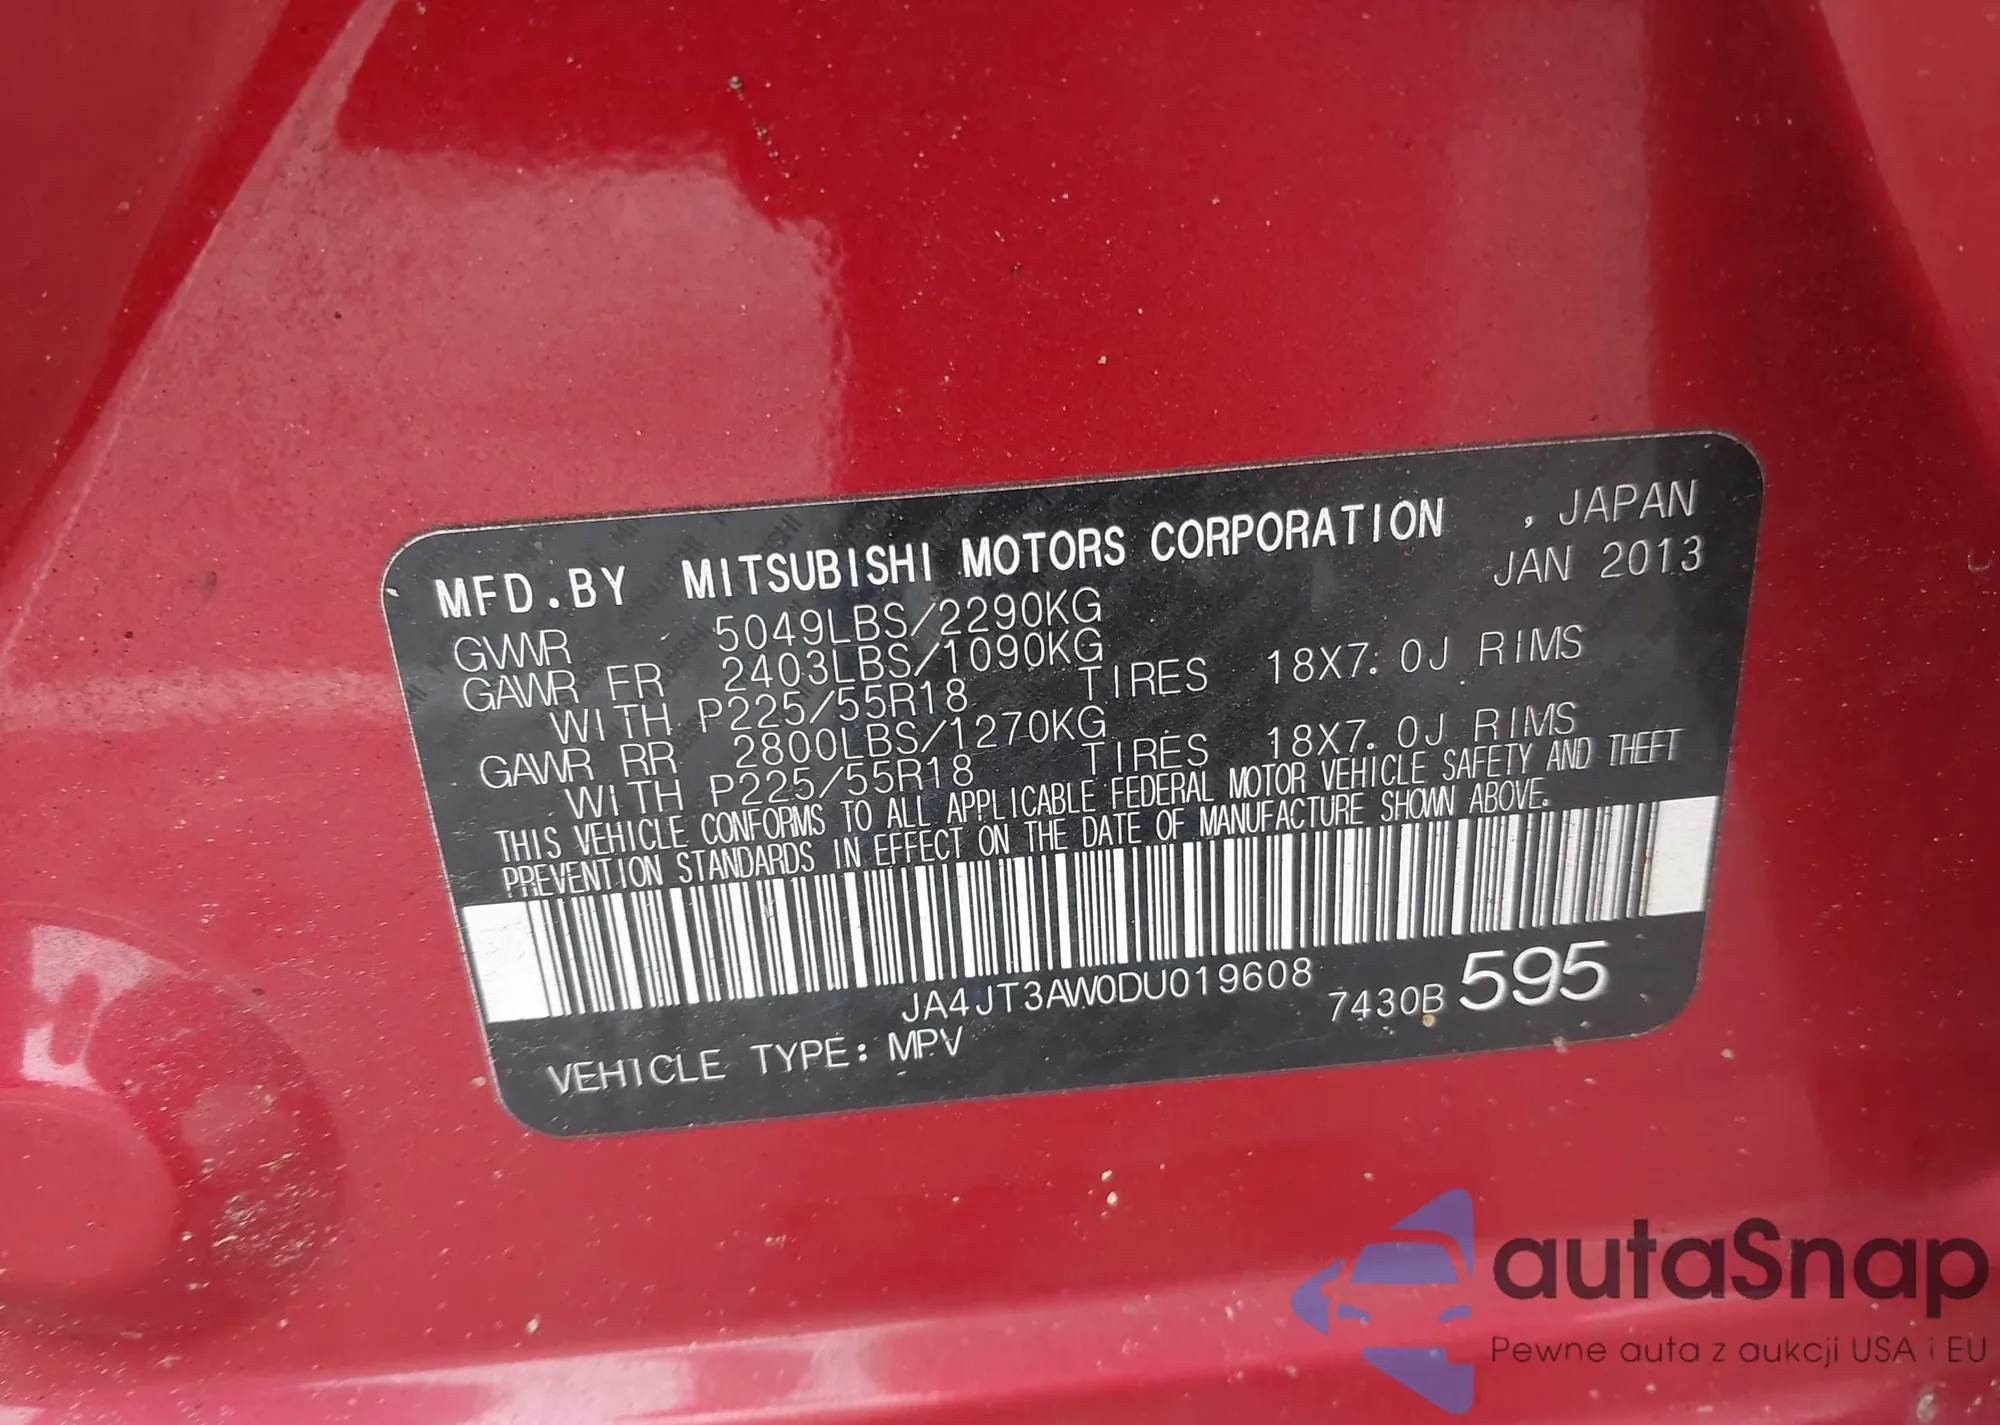 MFD.BY MITSUBISHI MOTORS CORPORATION , JAPAN
JAN 2013
GVWR 5049LBS/2290KG
GAWR FR 2403LBS/1090KG
WITH P225/55R18 TIRES 18X7.0J RIMS
GAWR RR 2800LBS/1270KG
WITH P225/55R18 TIRES 18X7.0J RIMS
THIS VEHICLE CONFORMS TO ALL APPLICABLE FEDERAL MOTOR VEHICLE SAFETY AND THEFT
PREVENTION STANDARDS IN EFFECT ON THE DATE OF MANUFACTURE SHOWN ABOVE.
JA4JT3AW0DU019608 7430B 595
VEHICLE TYPE: MPV
autaSnap
Pewne auta z aukcji USA i EU